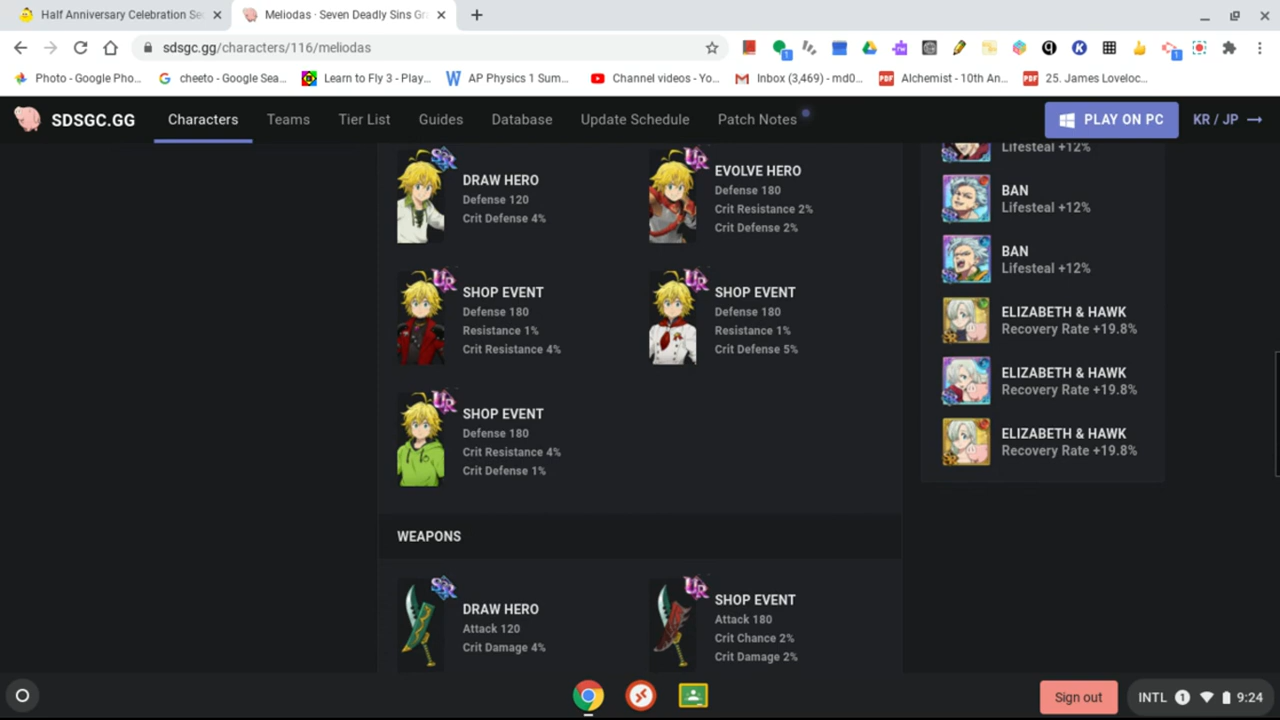 Half Anniversary Celebration Se
Meliodas · Seven Deadly Sins Gr
sdsgc.gg/characters/116/meliodas
Photo - Google Pho...
cheeto - Google Sea...
Learn to Fly 3 - Play...
AP Physics 1 Sum...
Channel videos - Yo...
Inbox (3,469) - md0...
Alchemist - 10th An...
25. James Loveloc...
SDSGC.GG
Characters
Teams
Tier List
Guides
Database
Update Schedule
Patch Notes
PLAY ON PC
KR / JP
DRAW HERO
Defense 120
Crit Defense 4%
EVOLVE HERO
Defense 180
Crit Resistance 2%
Crit Defense 2%
SHOP EVENT
Defense 180
Resistance 1%
Crit Resistance 4%
SHOP EVENT
Defense 180
Resistance 1%
Crit Defense 5%
SHOP EVENT
Defense 180
Crit Resistance 4%
Crit Defense 1%
WEAPONS
DRAW HERO
Attack 120
Crit Damage 4%
SHOP EVENT
Attack 180
Crit Chance 2%
Crit Damage 2%
Lifesteal +12%
BAN
Lifesteal +12%
BAN
Lifesteal +12%
ELIZABETH & HAWK
Recovery Rate +19.8%
ELIZABETH & HAWK
Recovery Rate +19.8%
ELIZABETH & HAWK
Recovery Rate +19.8%
Sign out
INTL
1
9:24